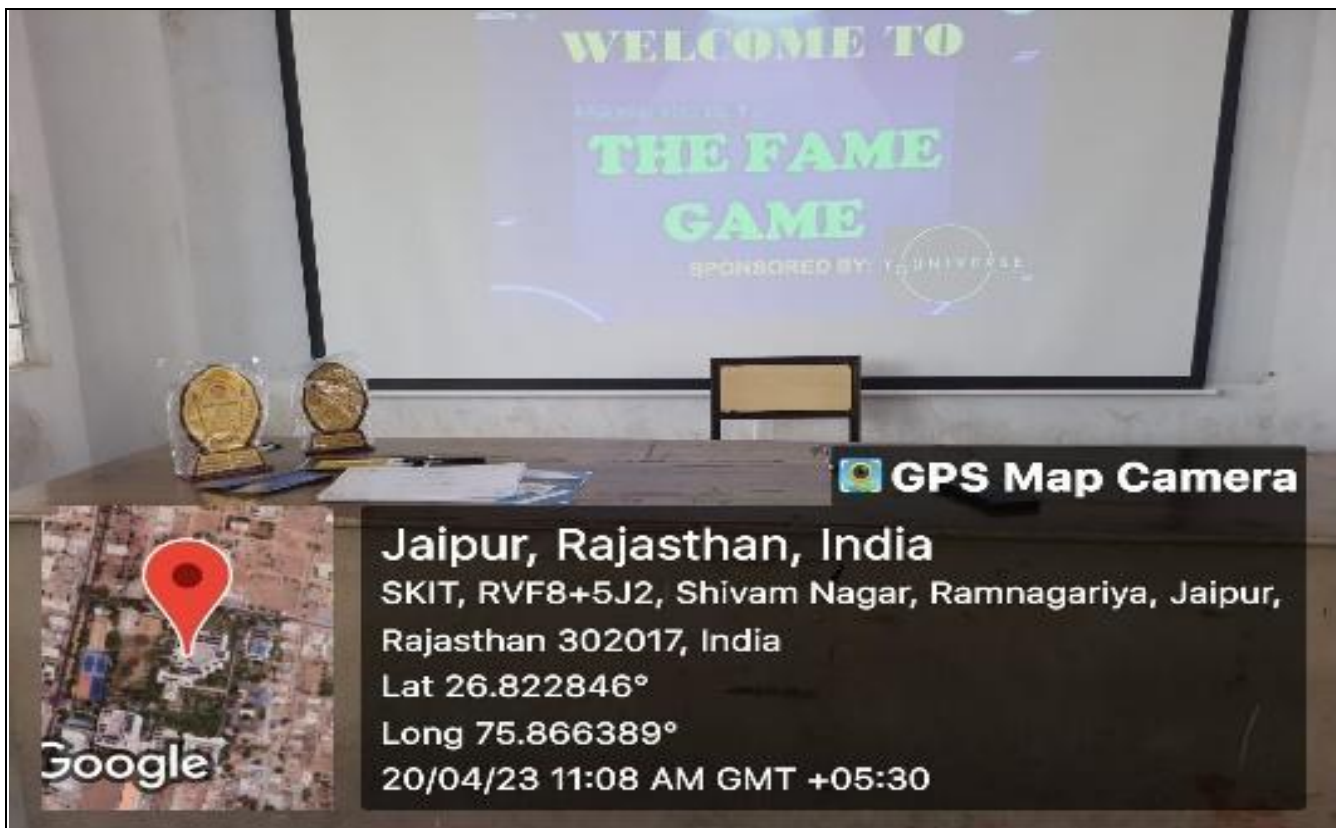 WELCOME TO
THE FAME
GAME
SPONSORED BY: YOUNIVERSE
GPS Map Camera
Jaipur, Rajasthan, India
SKIT, RVF8+5J2, Shivam Nagar, Ramnagariya, Jaipur,
Rajasthan 302017, India
Lat 26.822846°
Long 75.866389°
20/04/23 11:08 AM GMT +05:30
Google